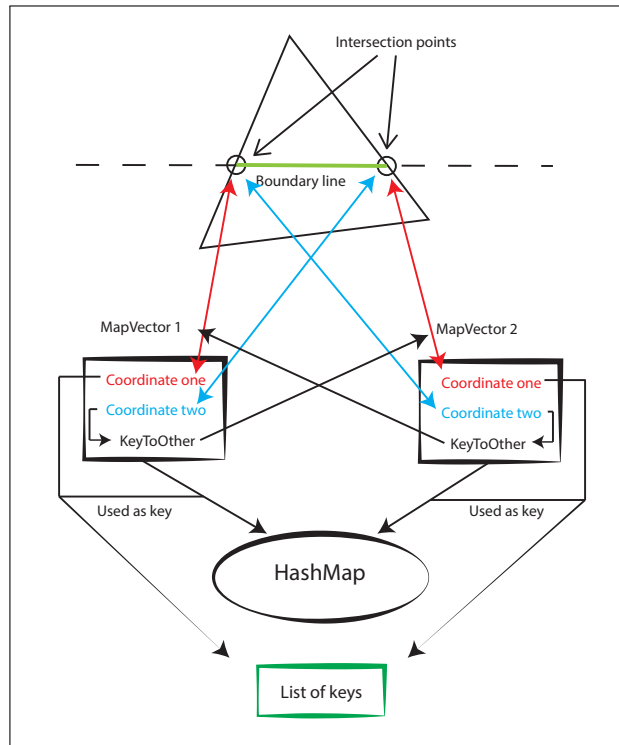 Intersection points
Boundary line
MapVector 1
MapVector 2
Coordinate one
Coordinate two
KeyToOther
Coordinate one
Coordinate two
KeyToOther
Used as key
Used as key
HashMap
List of keys